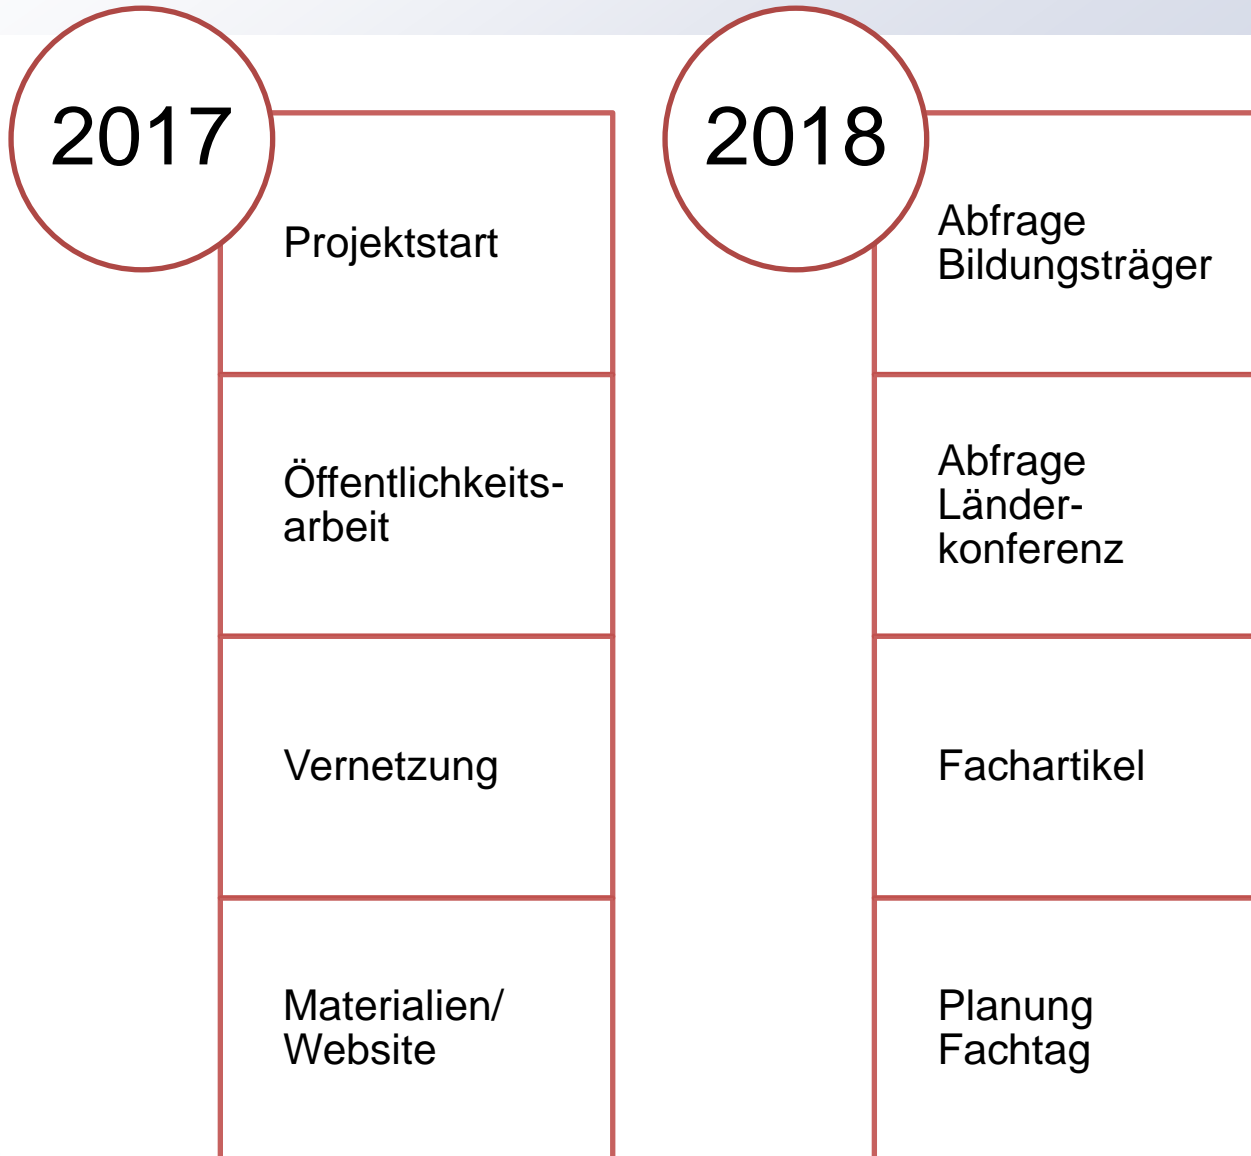 2017
Projektstart
Öffentlichkeits-
arbeit
Vernetzung
Materialien/
Website
2018
Abfrage
Bildungsträger
Abfrage
Länder-
konferenz
Fachartikel
Planung
Fachtag